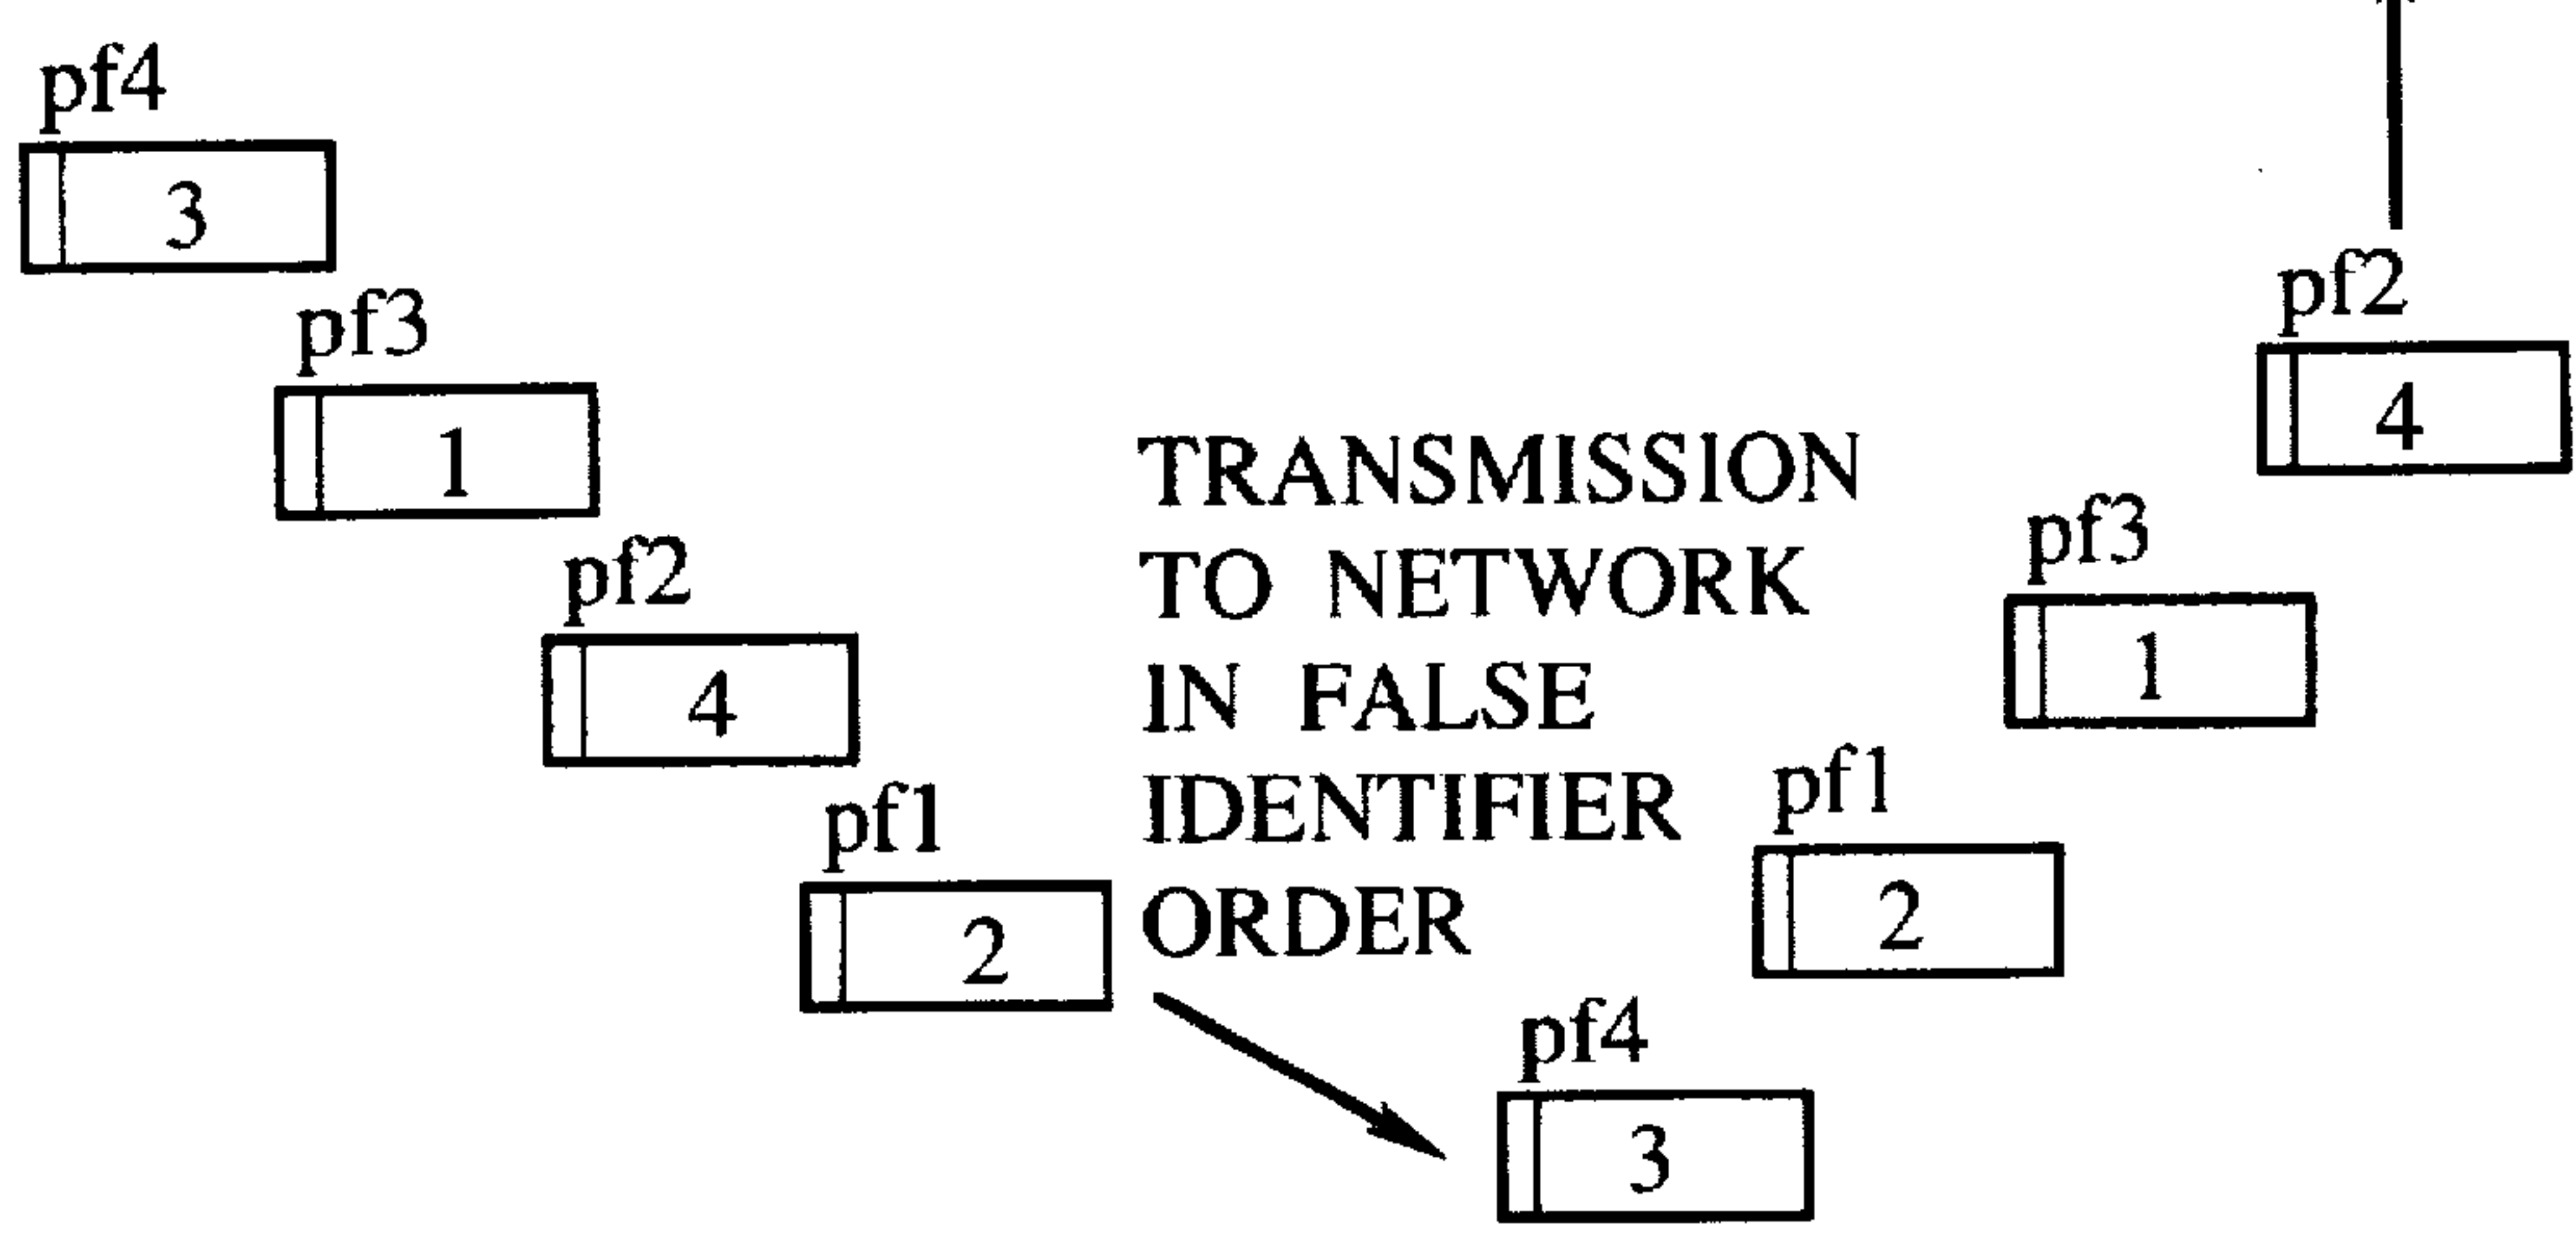 pf4
3
pf3
1
pf2
4
pf1
2
TRANSMISSION
TO NETWORK
IN FALSE
IDENTIFIER
ORDER
pf2
4
pf3
1
pf1
2
pf4
3